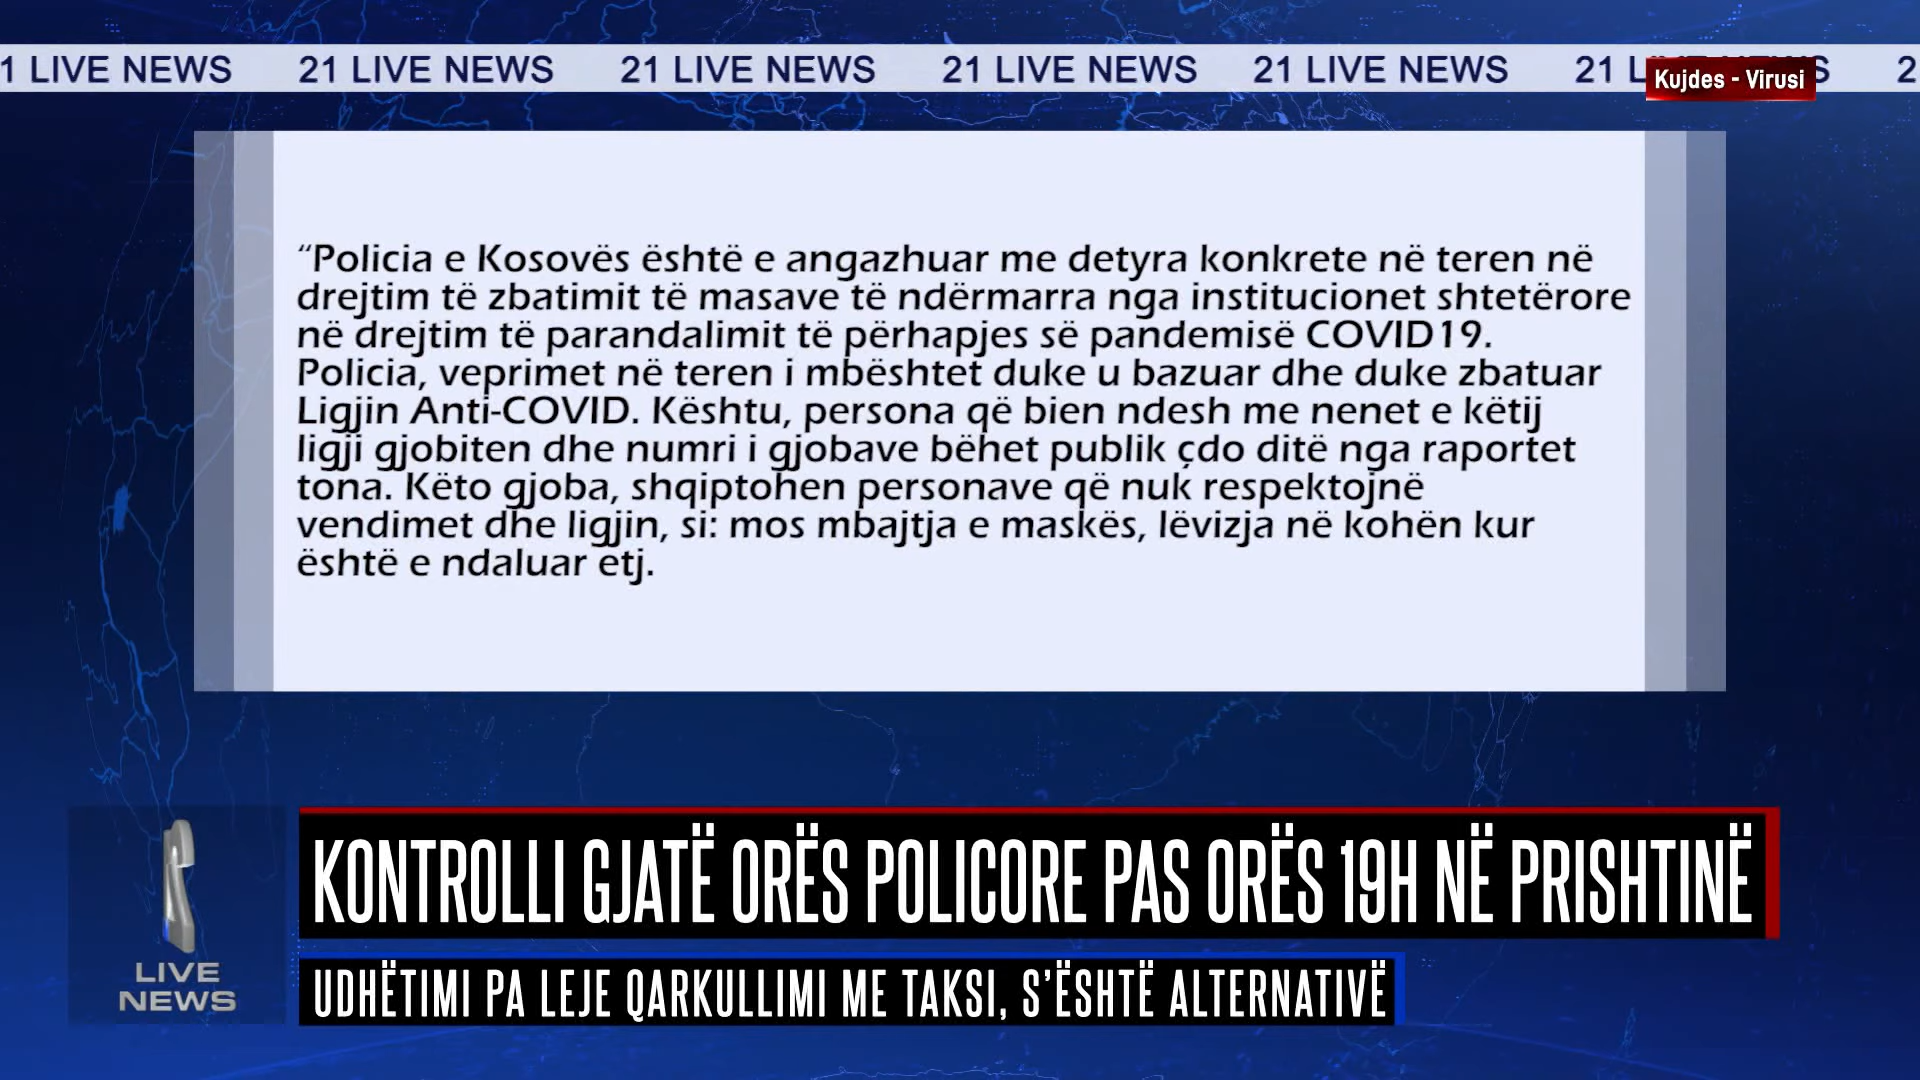 1 LIVE NEWS 21 LIVE NEWS 21 LIVE NEWS 21 LIVE NEWS 21 LIVE NEWS 21 L S 2
Kujdes - Virusi
“Policia e Kosovës është e angazhuar me detyra konkrete në teren në
drejtim të zbatimit të masave të ndërmarra nga institucionet shtetërore
në drejtim të parandalimit të përhapjes së pandemisë COVID19.
Policia, veprimet në teren i mbështet duke u bazuar dhe duke zbatuar
Ligjin Anti-COVID. Kështu, persona që bien ndesh me nenet e këtij
ligji gjobiten dhe numri i gjobave bëhet publik çdo ditë nga raportet
tona. Këto gjoba, shqiptohen personave që nuk respektojnë
vendimet dhe ligjin, si: mos mbajtja e maskës, lëvizja në kohën kur
është e ndaluar etj.
KONTROLLI GJATË ORËS POLICORE PAS ORËS 19H NË PRISHTINË
UDHËTIMI PA LEJE QARKULLIMI ME TAKSI, S’ËSHTË ALTERNATIVË
LIVE
NEWS